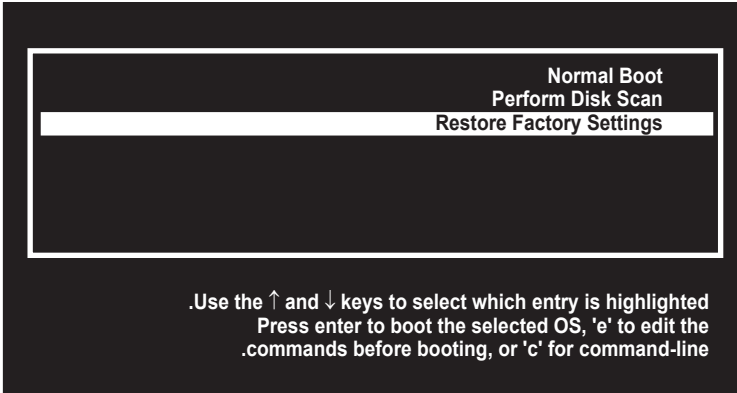 Normal Boot
Perform Disk Scan
Restore Factory Settings
.Use the ↑ and ↓ keys to select which entry is highlighted
Press enter to boot the selected OS, 'e' to edit the
.commands before booting, or 'c' for command-line